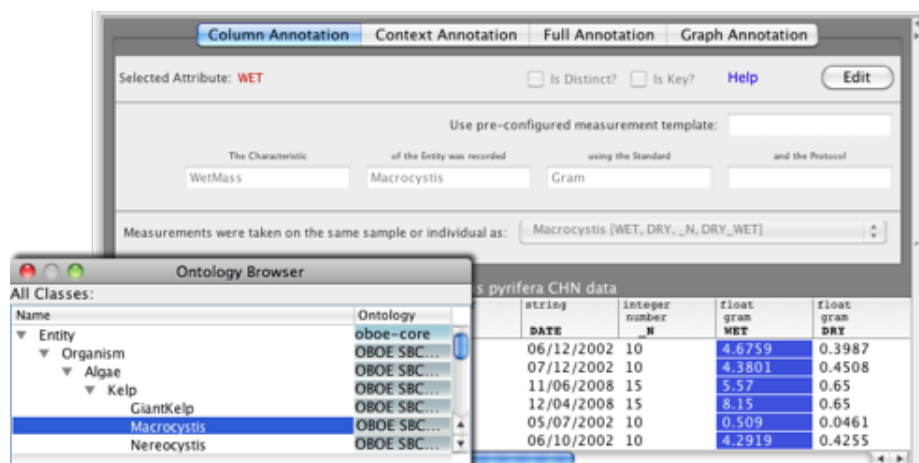 Column Annotation Context Annotation Full Annotation Graph Annotation
Selected Attribute: WET Is Distinct? Is Key? Help Edit
Use pre-configured measurement template:
The Characteristic of the Entity was recorded using the Standard and the Protocol
WetMass Macrocystis Gram
Measurements were taken on the same sample or individual as: Macrocystis [WET, DRY, _N, DRY_WET]
Ontology Browser
s pyrifera CHN data
All Classes:
string integer float float
number gram gram
DATE _N WET DRY
Name Ontology
Entity oboe-core
Organism OBOE SBC...
Algae OBOE SBC...
Kelp OBOE SBC...
GiantKelp OBOE SBC...
Macrocystis OBOE SBC...
Nereocystis OBOE SBC...
06/12/2002 10 4.6759 0.3987
07/12/2002 10 4.3801 0.4508
11/06/2008 15 5.57 0.65
12/04/2008 15 8.15 0.65
05/07/2002 10 0.509 0.0461
06/10/2002 10 4.2919 0.4255